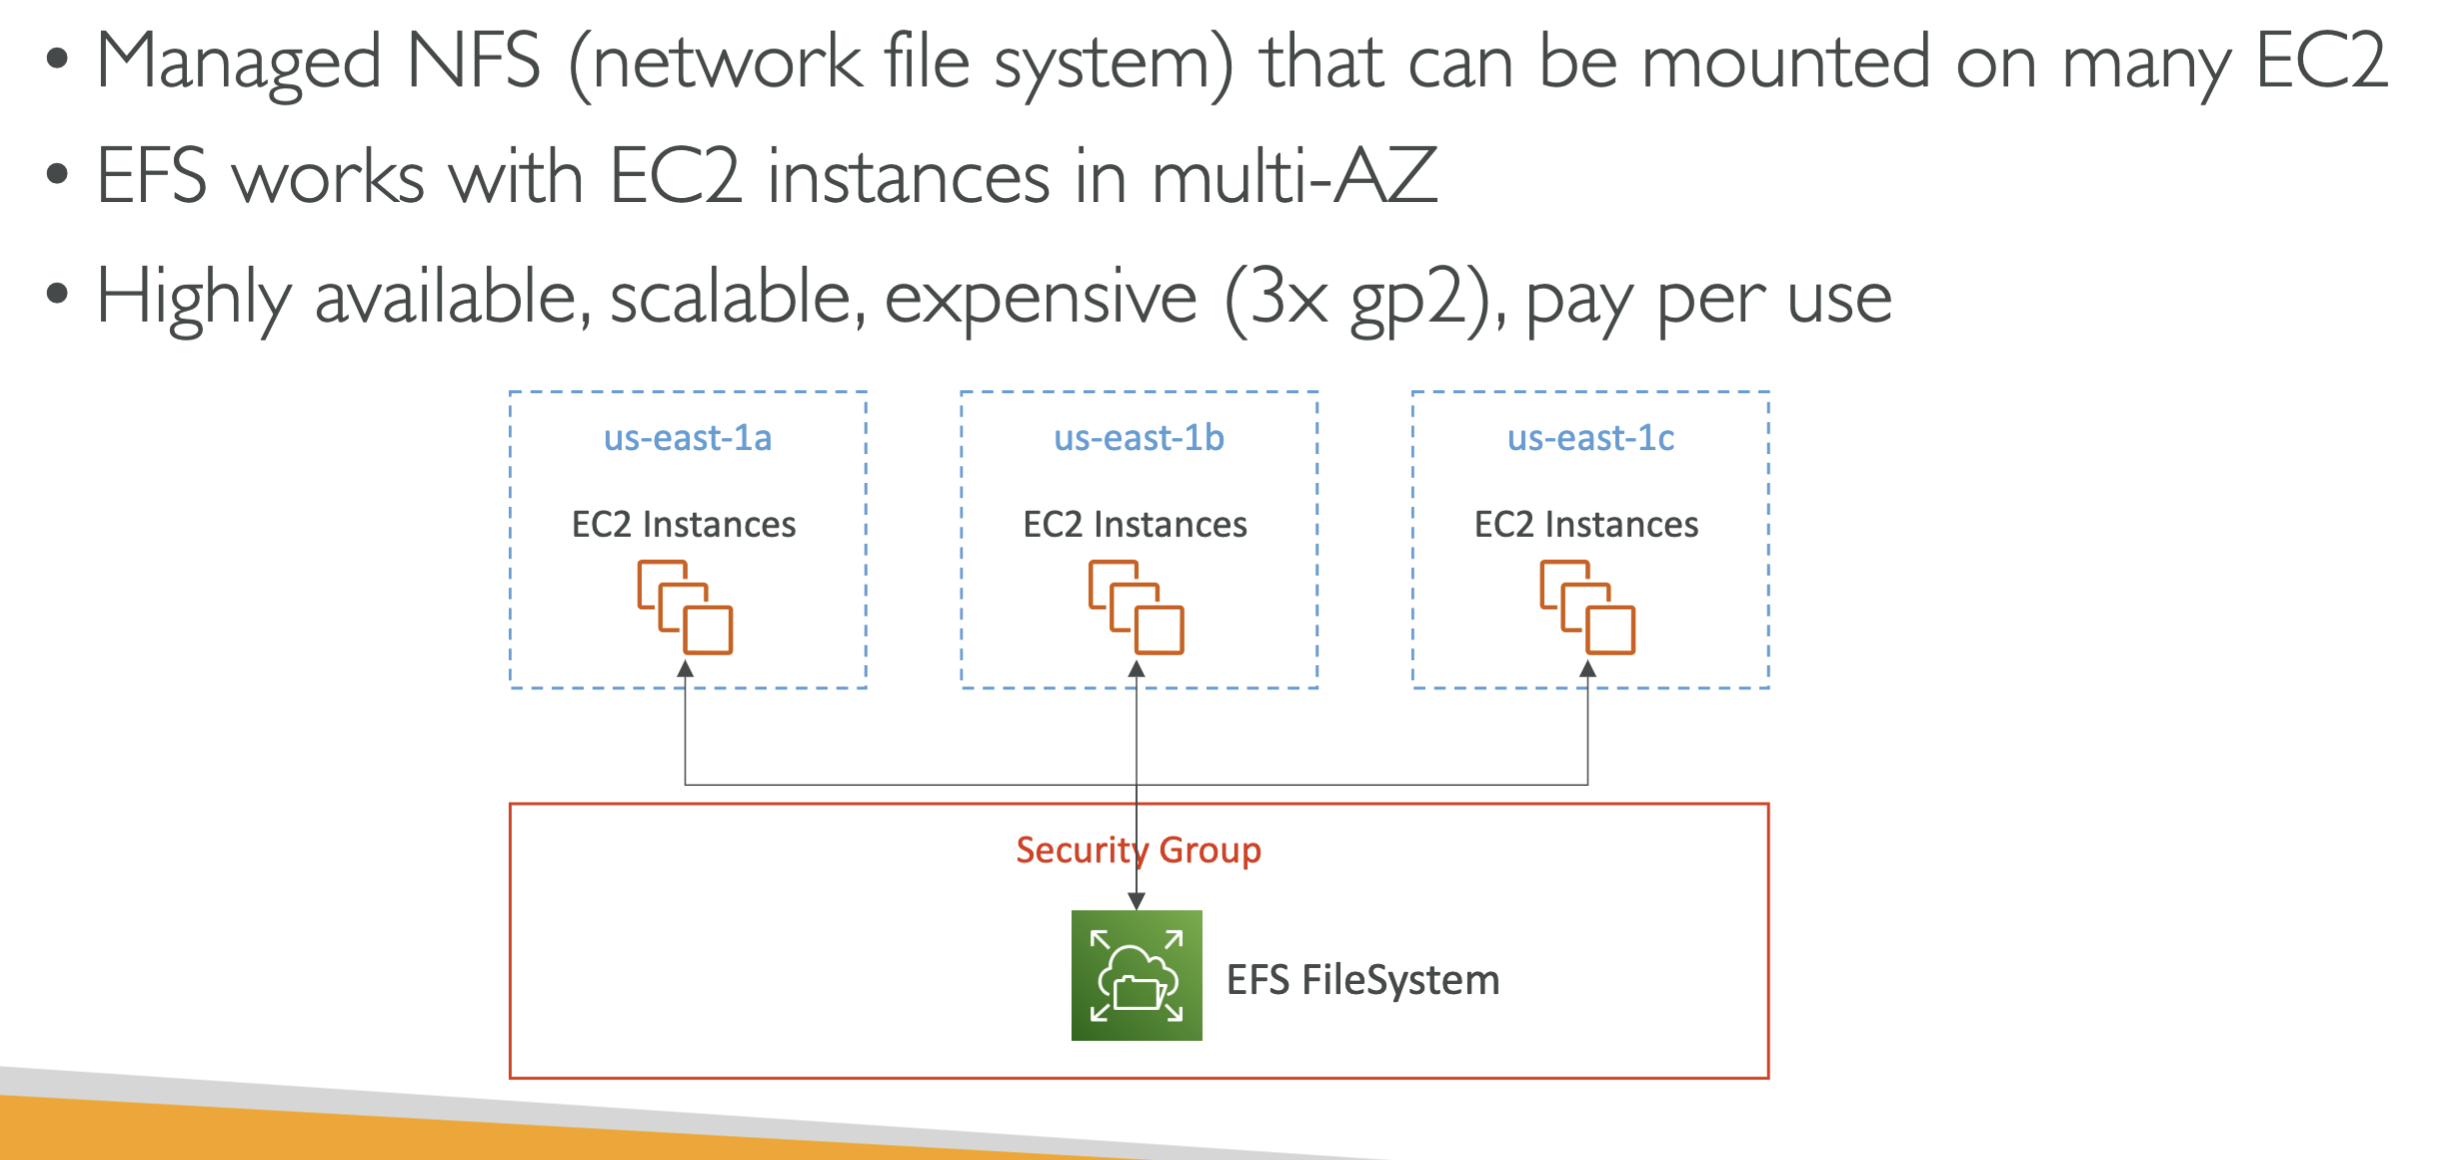 • Managed NFS (network file system) that can be mounted on many EC2
• EFS works with EC2 instances in multi-AZ
• Highly available, scalable, expensive (3x gp2), pay per use
us-east-1a
us-east-1b
us-east-1c
EC2 Instances
EC2 Instances
EC2 Instances
Security Group
EFS FileSystem